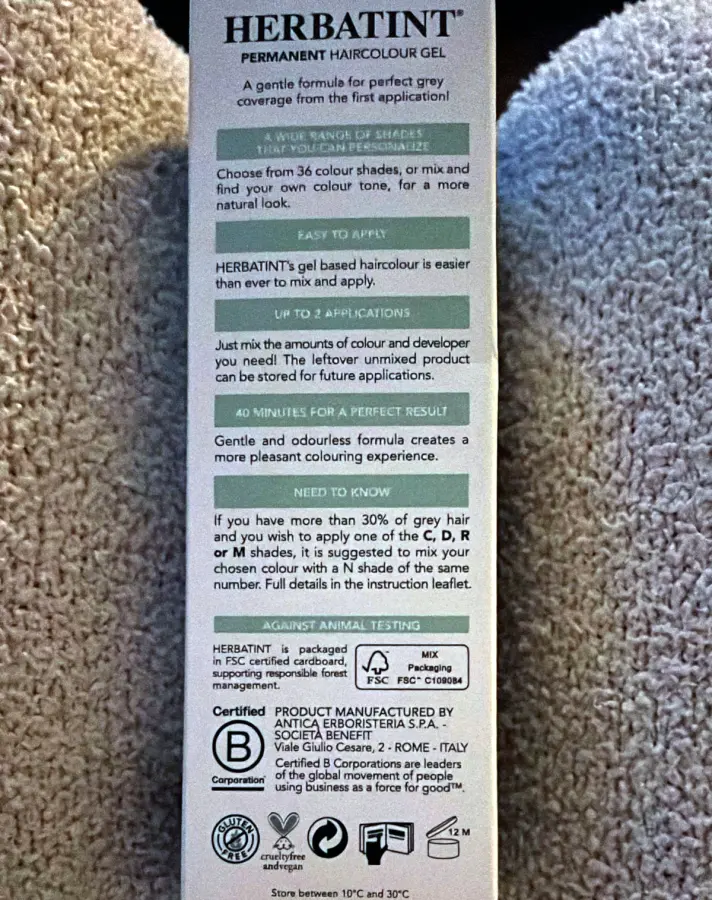 HERBATINT®
PERMANENT HAIRCOLOUR GEL
A gentle formula for perfect grey
coverage from the first application!
A WIDE RANGE OF SHADES
THAT YOU CAN PERSONALIZE
Choose from 36 colour shades, or mix and
find your own colour tone, for a more
natural look.
EASY TO APPLY
HERBATINT's gel based haircolour is easier
than ever to mix and apply.
UP TO 2 APPLICATIONS
Just mix the amounts of colour and developer
you need! The leftover unmixed product
can be stored for future applications.
40 MINUTES FOR A PERFECT RESULT
Gentle and odourless formula creates a
more pleasant colouring experience.
NEED TO KNOW
If you have more than 30% of grey hair
and you wish to apply one of the C, D, R
or M shades, it is suggested to mix your
chosen colour with a N shade of the same
number. Full details in the instruction leaflet.
AGAINST ANIMAL TESTING
HERBATINT is packaged
in FSC certified cardboard,
supporting responsible forest
management.
FSC
MIX
Packaging
FSC™ C109084
Certified
B
Corporation
PRODUCT MANUFACTURED BY
ANTICA ERBORISTERIA S.P.A. -
SOCIETÀ BENEFIT
Viale Giulio Cesare, 2 - ROME - ITALY
Certified B Corporations are leaders
of the global movement of people
using business as a force for good™.
GLUTEN
FREE
crueltyfree
andvegan
12 M
Store between 10°C and 30°C